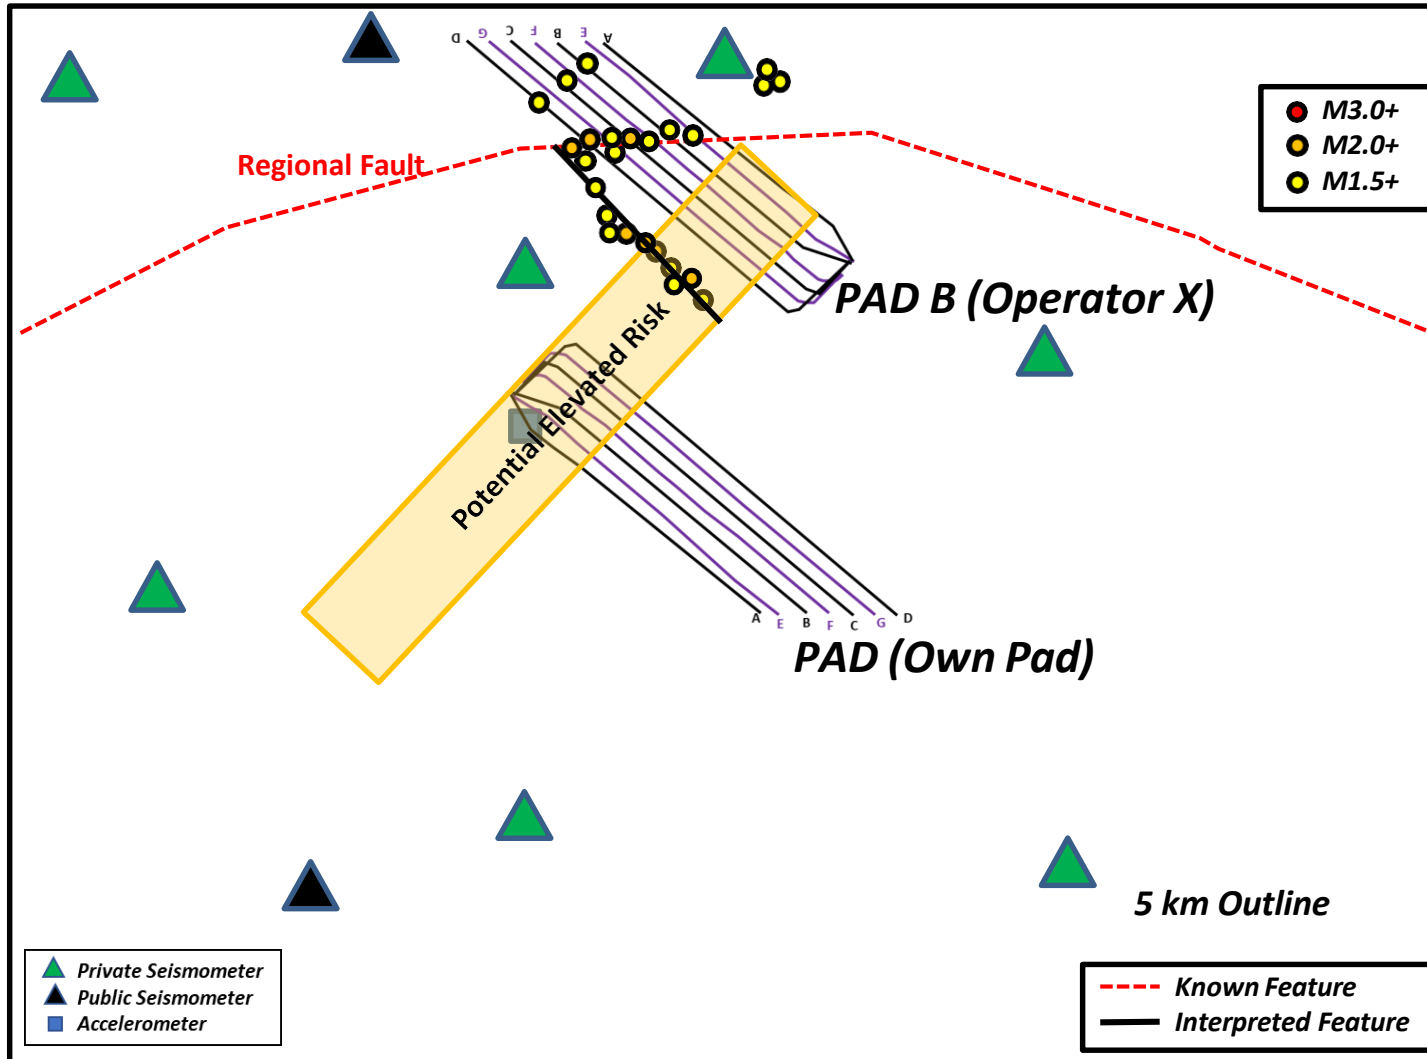 D G C F B E A
M3.0+
M2.0+
M1.5+
Regional Fault
PAD B (Operator X)
Potential Elevated Risk
A E B F C G D
PAD (Own Pad)
5 km Outline
Private Seismometer
Public Seismometer
Accelerometer
Known Feature
Interpreted Feature